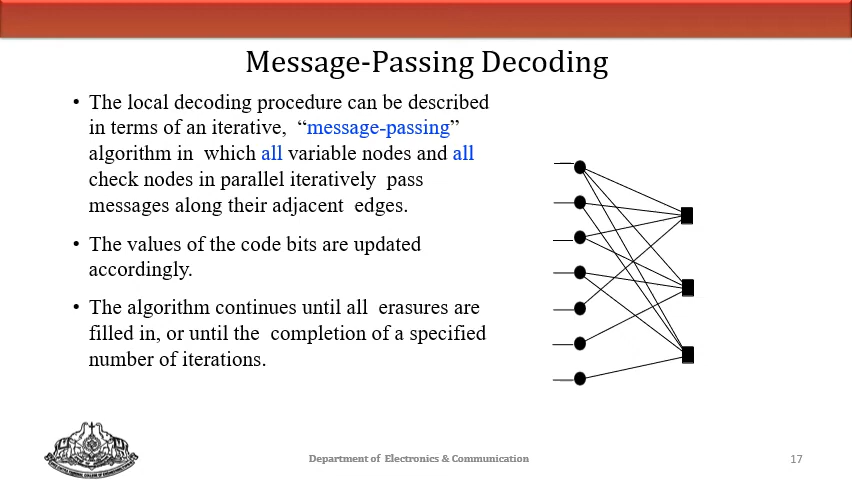 Message-Passing Decoding
• The local decoding procedure can be described
in terms of an iterative, “message-passing”
algorithm in which all variable nodes and all
check nodes in parallel iteratively pass
messages along their adjacent edges.
• The values of the code bits are updated
accordingly.
• The algorithm continues until all erasures are
filled in, or until the completion of a specified
number of iterations.
Department of Electronics & Communication
17